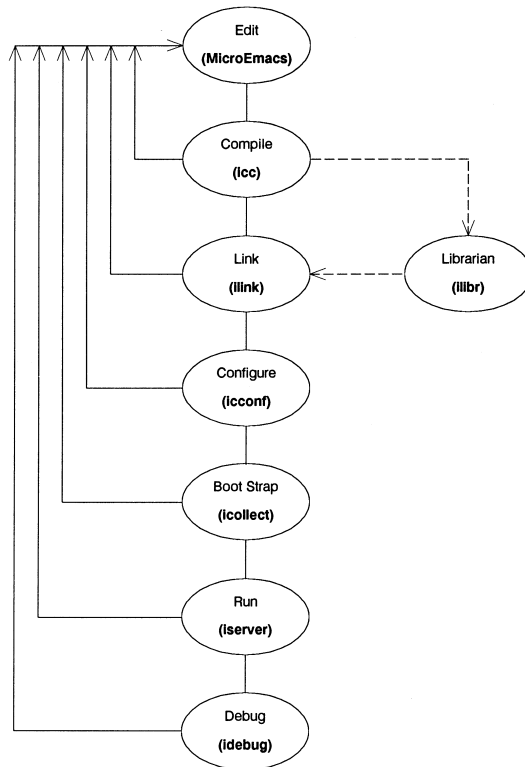 Edit
(MicroEmacs)
Compile
(icc)
Link
(ilink)
Librarian
(ilibr)
Configure
(icconf)
Boot Strap
(icollect)
Run
(iserver)
Debug
(idebug)